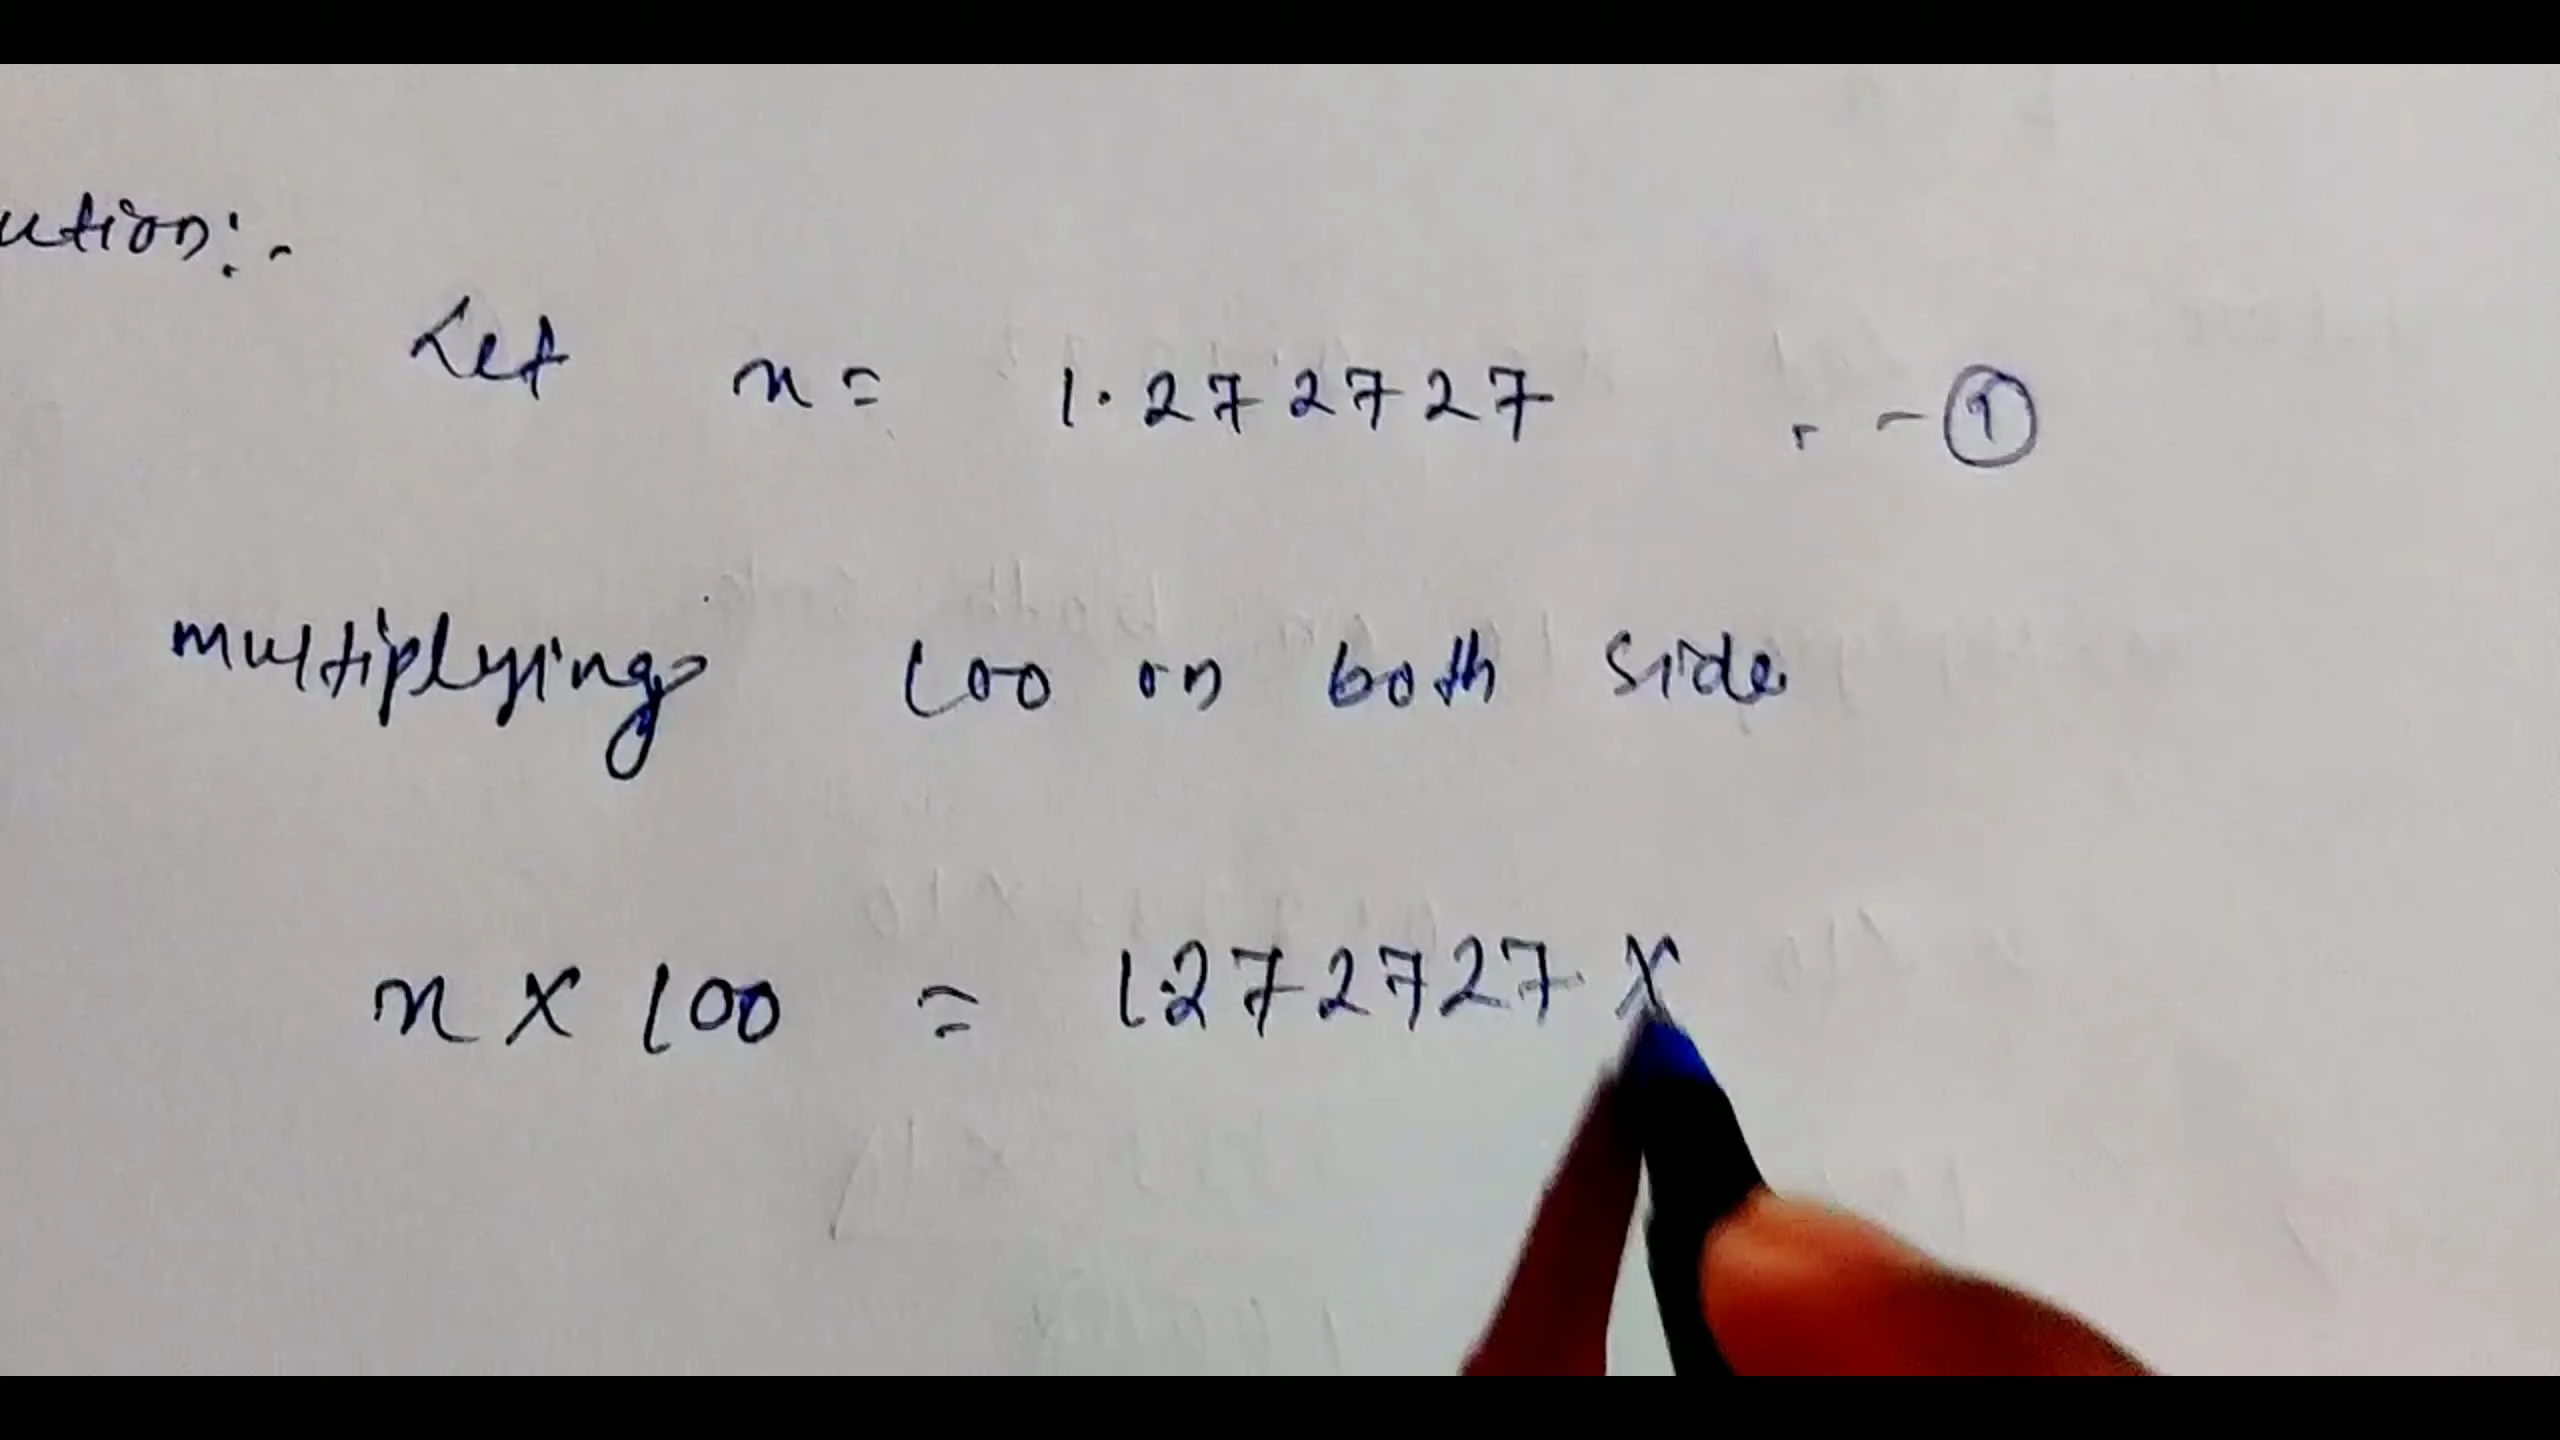 ution:-
Let x = 1.272727 . - ①
multiplying 100 on both side
x × 100 = 1.272727 ×